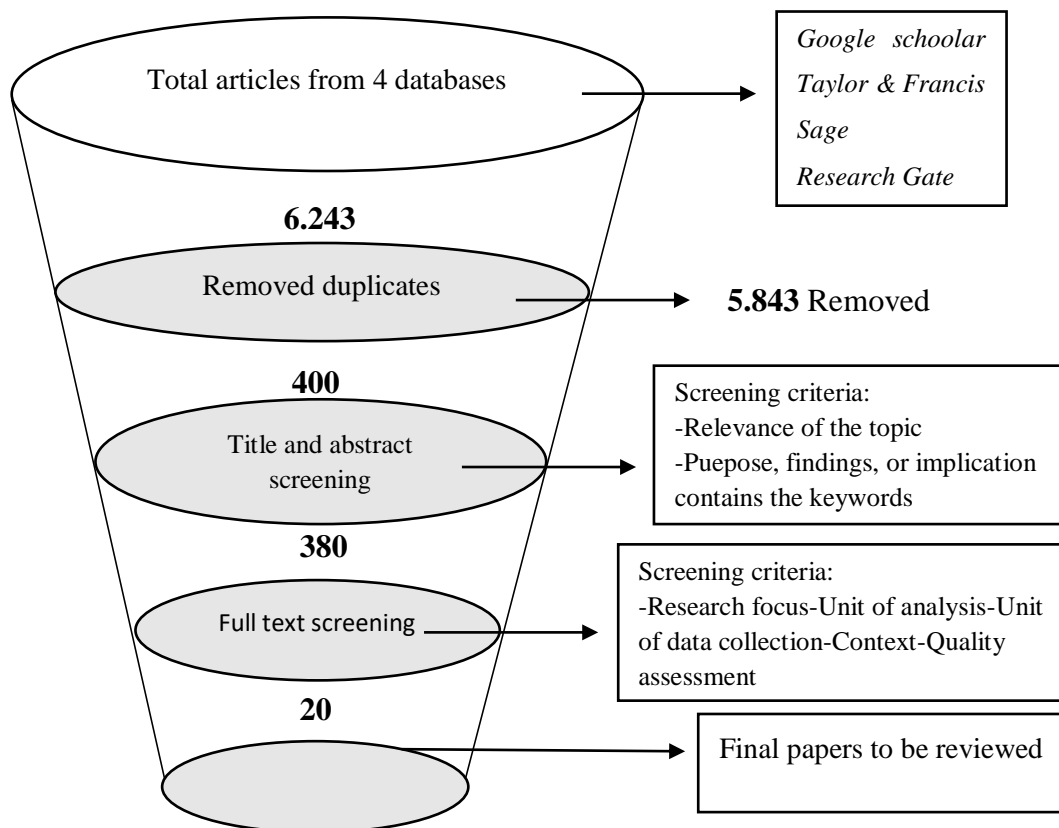 Total articles from 4 databases
Google schoolar
Taylor & Francis
Sage
Research Gate
6.243
Removed duplicates
5.843 Removed
400
Title and abstract
screening
Screening criteria:
-Relevance of the topic
-Puepose, findings, or implication
contains the keywords
380
Full text screening
Screening criteria:
-Research focus-Unit of analysis-Unit
of data collection-Context-Quality
assessment
20
Final papers to be reviewed